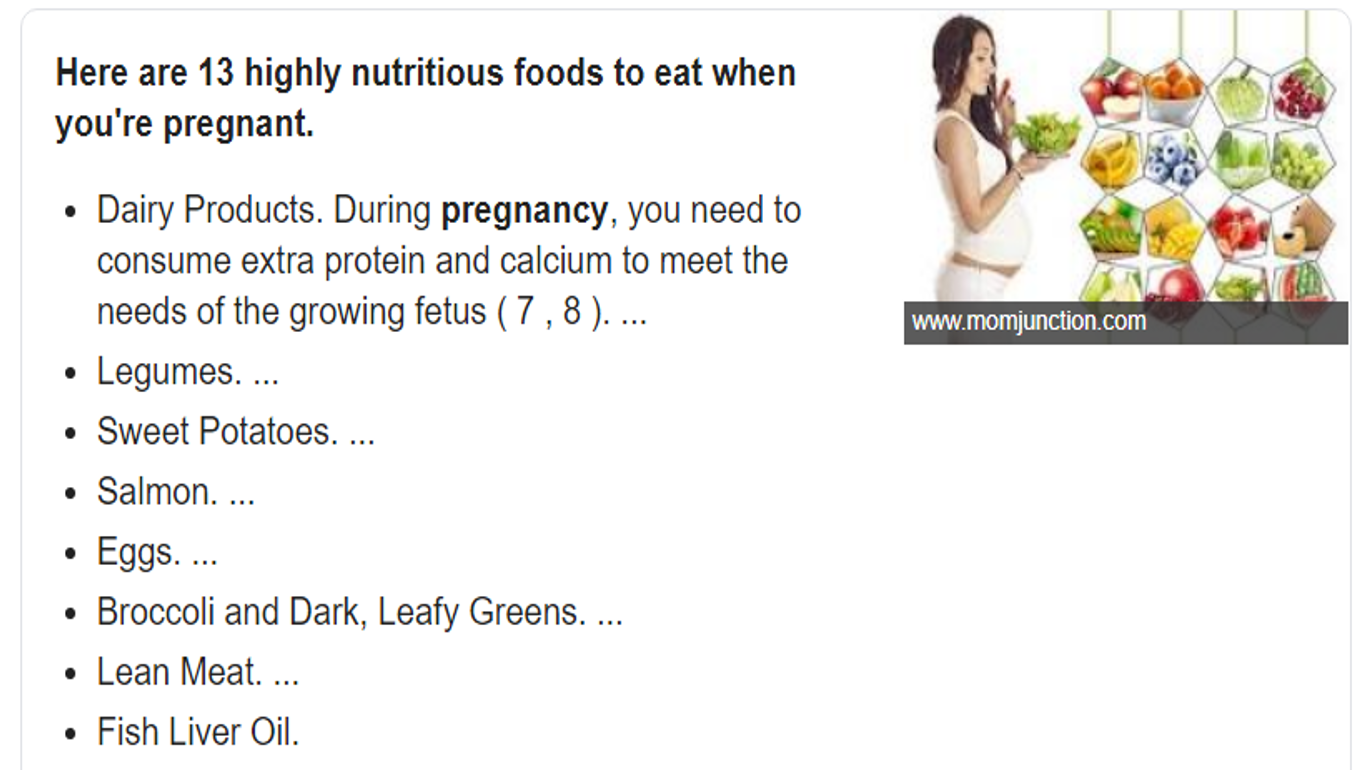 Here are 13 highly nutritious foods to eat when
you're pregnant.
Dairy Products. During pregnancy, you need to
consume extra protein and calcium to meet the
needs of the growing fetus ( 7 , 8 ). ...
Legumes. ...
Sweet Potatoes. ...
Salmon. ...
Eggs. ...
Broccoli and Dark, Leafy Greens. ...
Lean Meat. ...
Fish Liver Oil.
www.momjunction.com